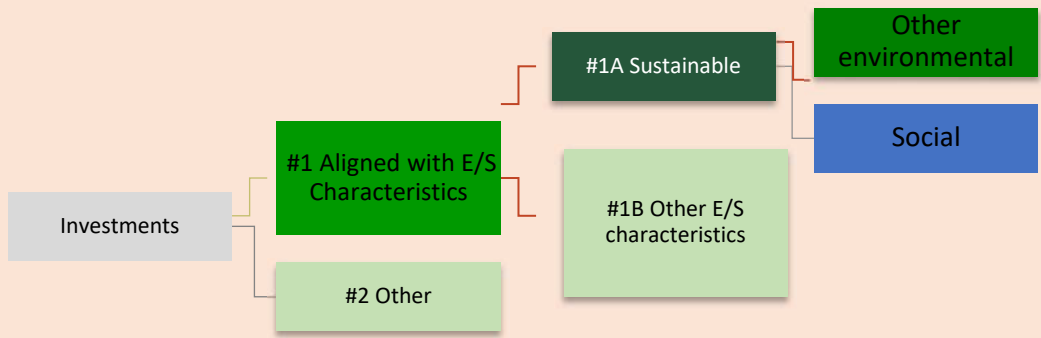 Investments
#1 Aligned with E/S
Characteristics
#2 Other
#1A Sustainable
#1B Other E/S
characteristics
Other
environmental
Social